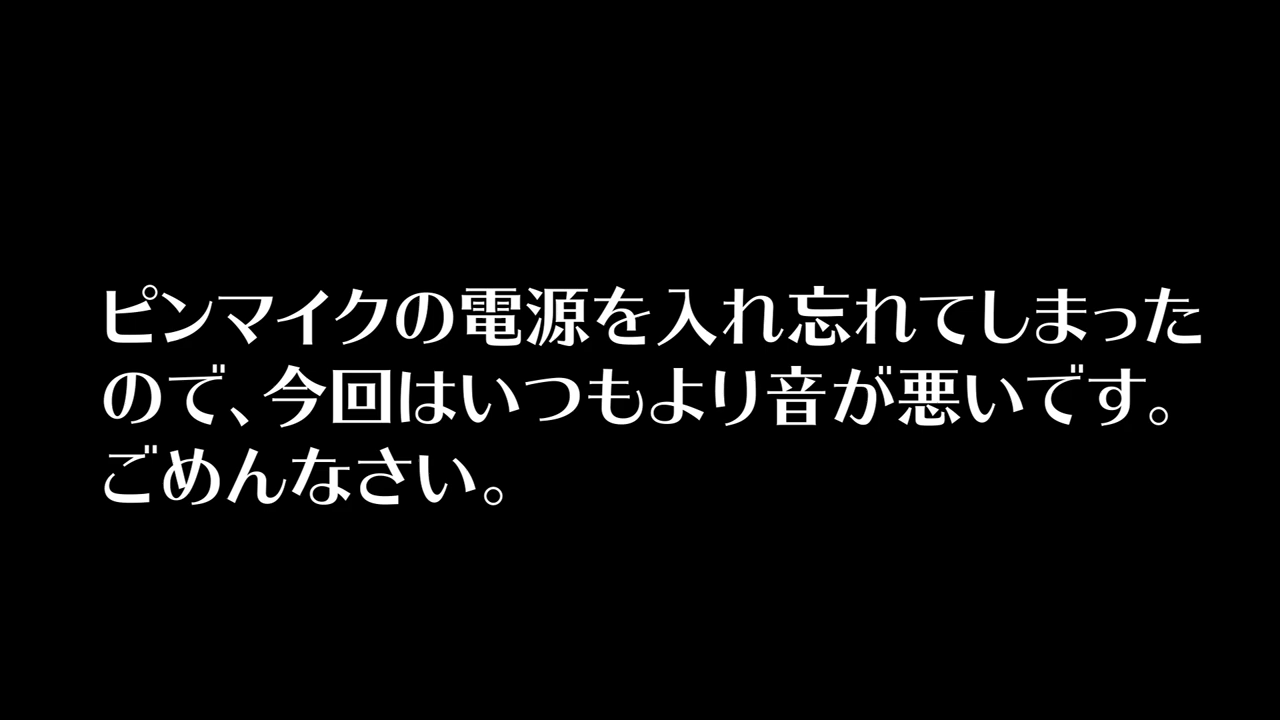 ピンマイクの電源を入れ忘れてしまった
ので、今回はいつもより音が悪いです。
ごめんなさい。